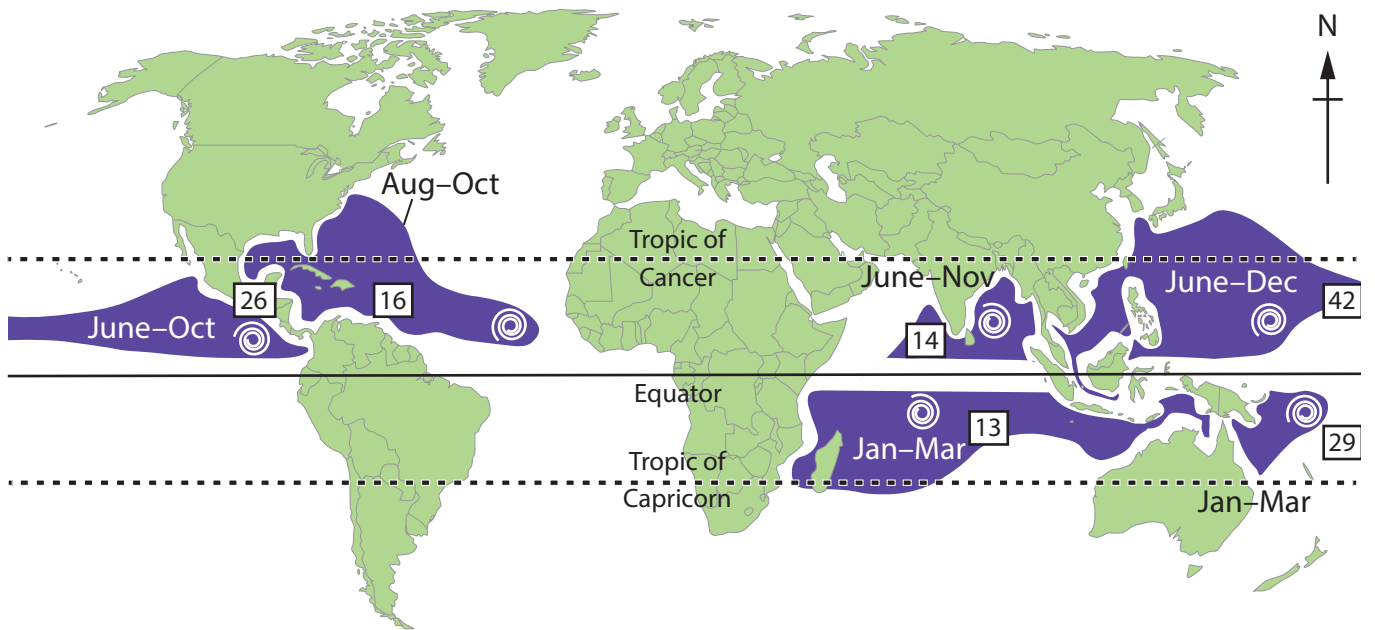 N
Aug–Oct
Tropic of
Cancer
June–Nov
June–Dec
26
16
42
June–Oct
14
Equator
13
Jan–Mar
29
Tropic of
Capricorn
Jan–Mar